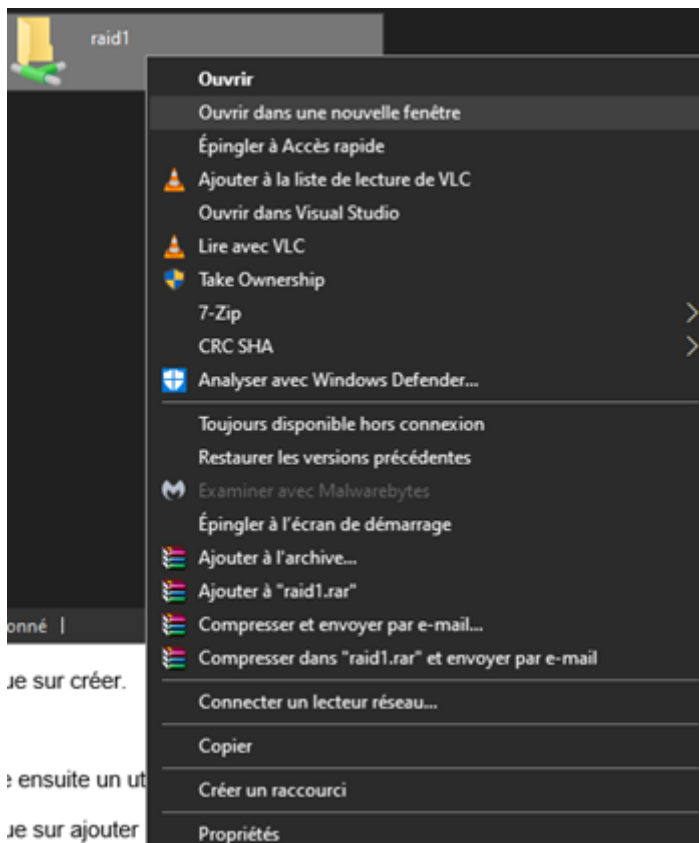 raid1
Ouvrir
Ouvrir dans une nouvelle fenêtre
Épingler à Accès rapide
Ajouter à la liste de lecture de VLC
Ouvrir dans Visual Studio
Lire avec VLC
Take Ownership
7-Zip
CRC SHA
Analyser avec Windows Defender...
Toujours disponible hors connexion
Restaurer les versions précédentes
Examiner avec Malwarebytes
Épingler à l'écran de démarrage
Ajouter à l'archive...
Ajouter à "raid1.rar"
Compresser et envoyer par e-mail...
Compresser dans "raid1.rar" et envoyer par e-mail
Connecter un lecteur réseau...
Copier
Créer un raccourci
Propriétés
onné |
ue sur créer.
e ensuite un ut
ue sur ajouter